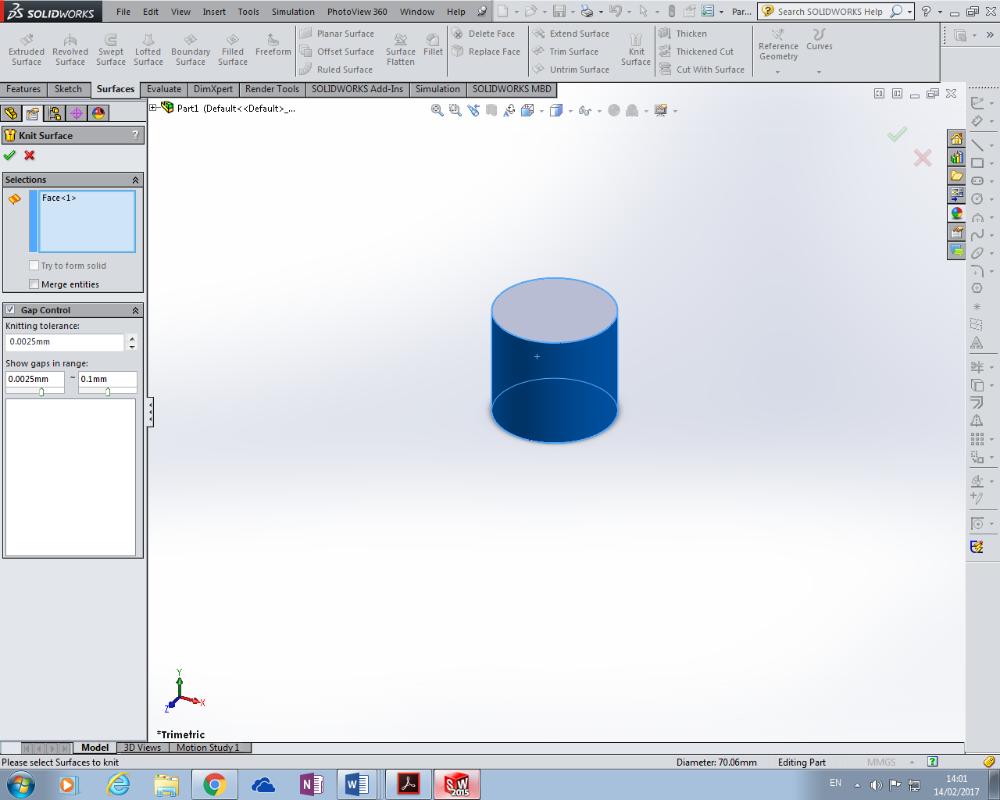 SOLIDWORKS File Edit View Insert Tools Simulation PhotoView 360 Window Help Par... Search SOLIDWORKS Help
Extruded Surface
Revolved Surface
Swept Surface
Lofted Surface
Boundary Surface
Filled Surface
Freeform
Planar Surface
Offset Surface
Ruled Surface
Surface Flatten
Fillet
Delete Face
Replace Face
Extend Surface
Trim Surface
Untrim Surface
Knit Surface
Thicken
Thickened Cut
Cut With Surface
Reference Geometry
Curves
Features Sketch Surfaces Evaluate DimXpert Render Tools SOLIDWORKS Add-Ins Simulation SOLIDWORKS MBD
Part1 (Default<<Default>_...
Knit Surface ?
Selections
Face<1>
Try to form solid
Merge entities
Gap Control
Knitting tolerance:
0.0025mm
Show gaps in range:
0.0025mm ~ 0.1mm
Y
X
Z
*Trimetric
Model 3D Views Motion Study 1
Please select Surfaces to knit Diameter: 70.06mm Editing Part MMGS ?
EN 14:01
14/02/2017
SW 2015